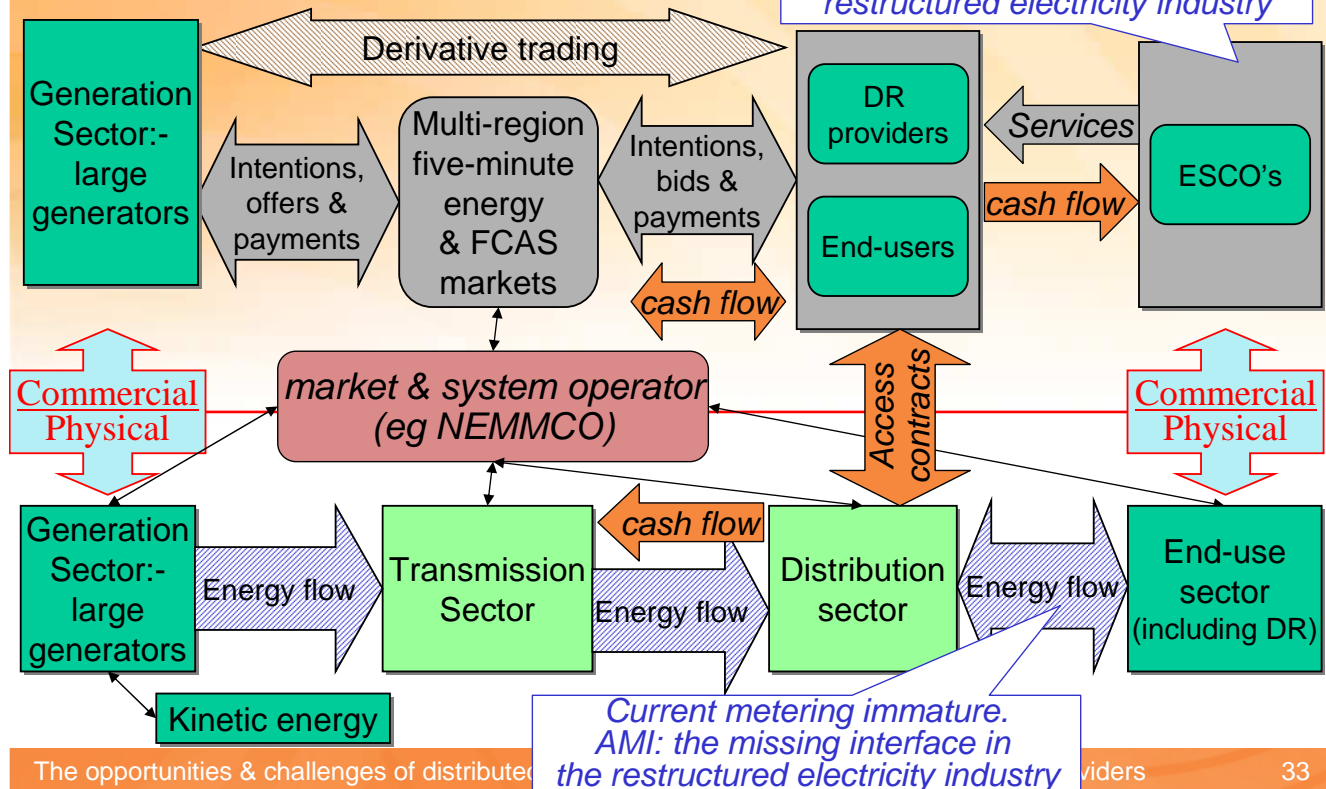 restructured electricity industry
Derivative trading
Generation
Sector:-
large
generators
Intentions,
offers &
payments
Multi-region
five-minute
energy
& FCAS
markets
Intentions,
bids &
payments
cash flow
DR
providers
End-users
Services
cash flow
ESCO's
Commercial
Physical
market & system operator
(eg NEMMCO)
Access
contracts
Commercial
Physical
Generation
Sector:-
large
generators
Energy flow
Transmission
Sector
cash flow
Energy flow
Distribution
sector
Energy flow
End-use
sector
(including DR)
Kinetic energy
Current metering immature.
AMI: the missing interface in
the restructured electricity industry
The opportunities & challenges of distributed
viders
33